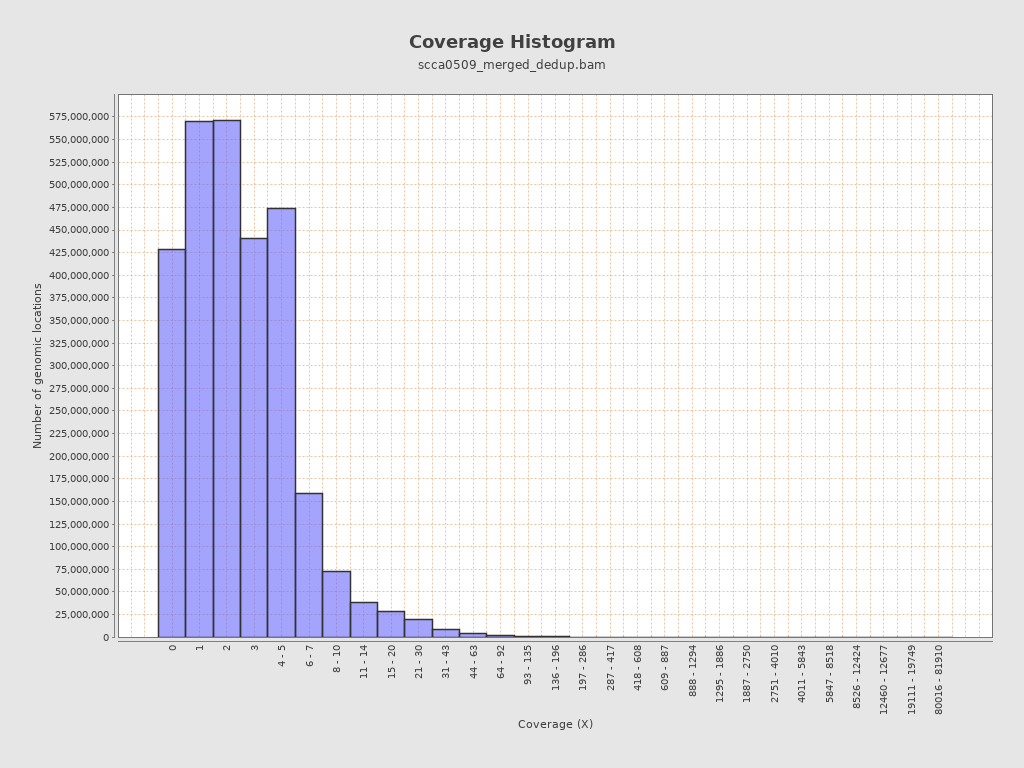 Coverage Histogram
scca0509_merged_dedup.bam
Number of genomic locations
575,000,000
550,000,000
525,000,000
500,000,000
475,000,000
450,000,000
425,000,000
400,000,000
375,000,000
350,000,000
325,000,000
300,000,000
275,000,000
250,000,000
225,000,000
200,000,000
175,000,000
150,000,000
125,000,000
100,000,000
75,000,000
50,000,000
25,000,000
0
0
1
2
3
4 - 5
6 - 7
8 - 10
11 - 14
15 - 20
21 - 30
31 - 43
44 - 63
64 - 92
93 - 135
136 - 196
197 - 286
287 - 417
418 - 608
609 - 887
888 - 1294
1295 - 1886
1887 - 2750
2751 - 4010
4011 - 5843
5847 - 8518
8526 - 12424
12460 - 12677
19111 - 19749
80016 - 81910
Coverage (X)